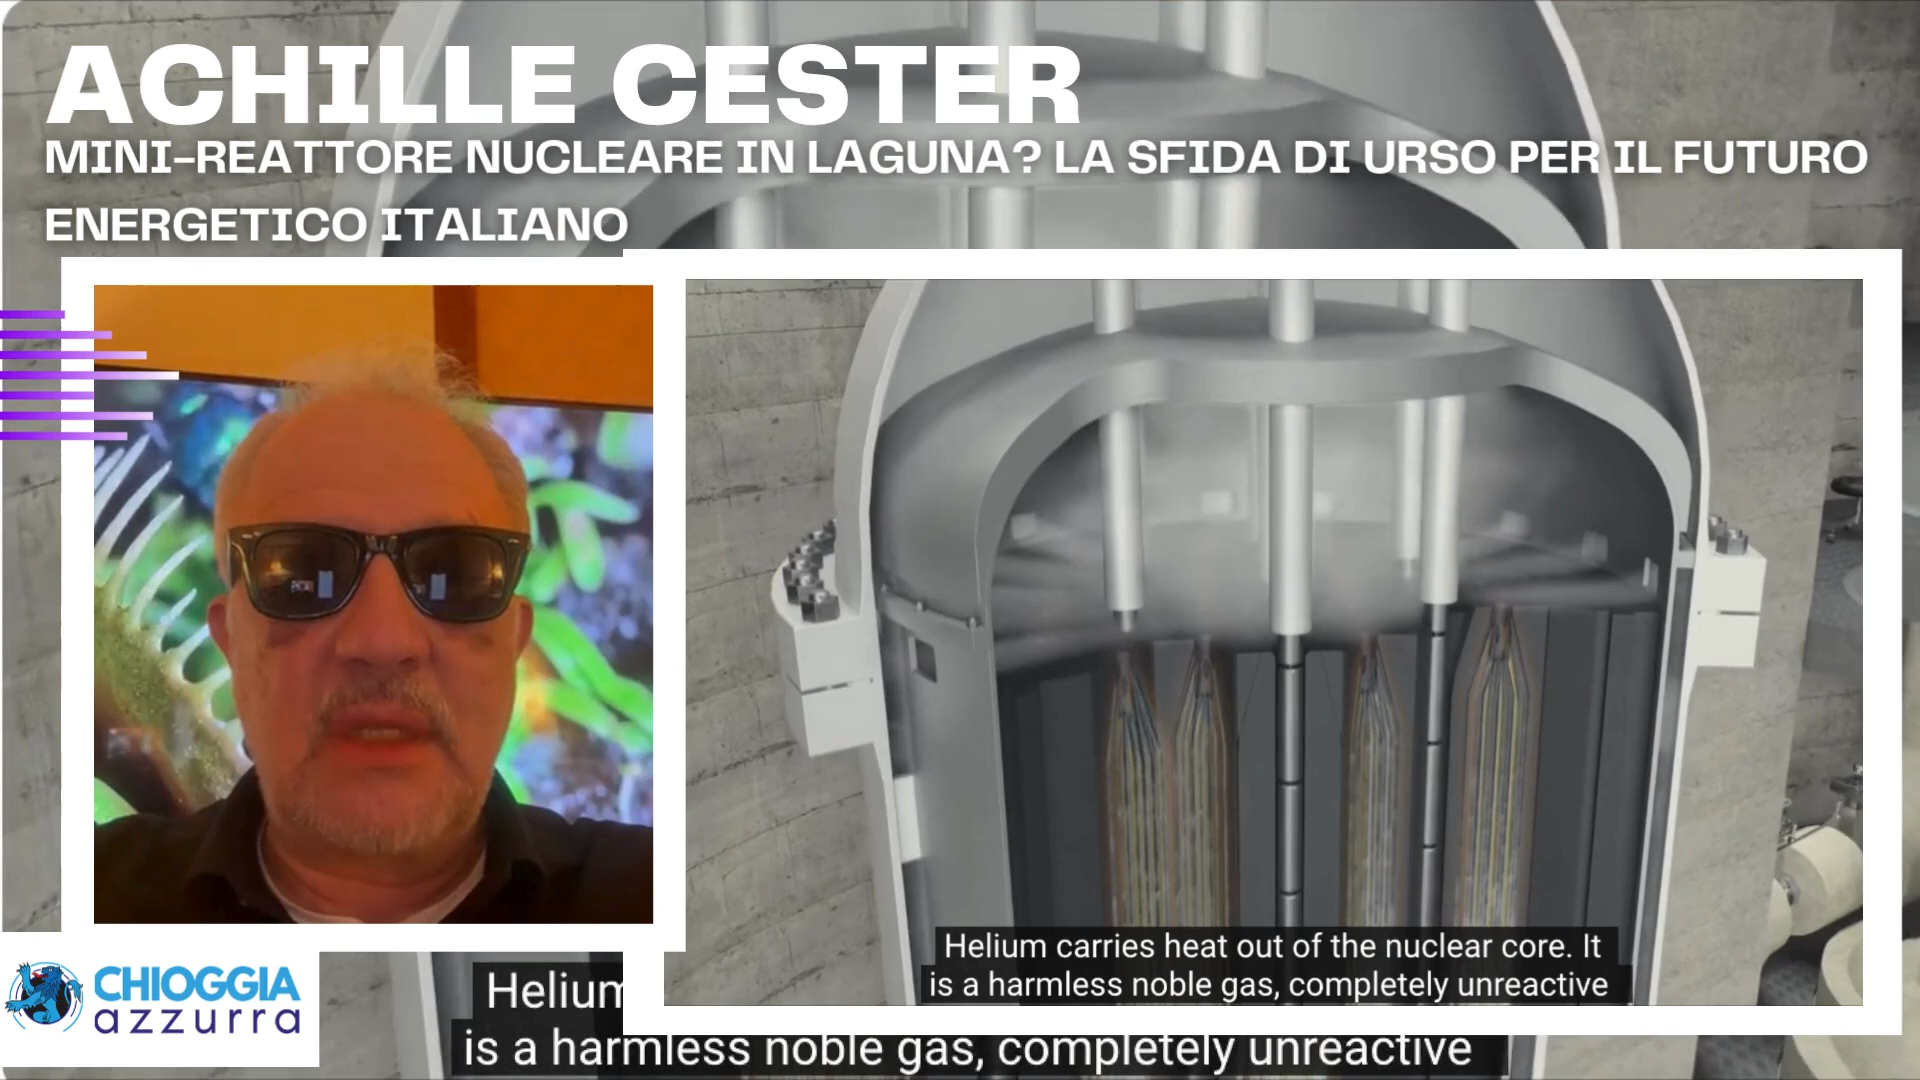 ACHILLE CESTER
MINI-REATTORE NUCLEARE IN LAGUNA? LA SFIDA DI URSO PER IL FUTURO
ENERGETICO ITALIANO
Helium carries heat out of the nuclear core. It
is a harmless noble gas, completely unreactive
CHIOGGIA
azzurra
Helium
is a harmless noble gas, completely unreactive